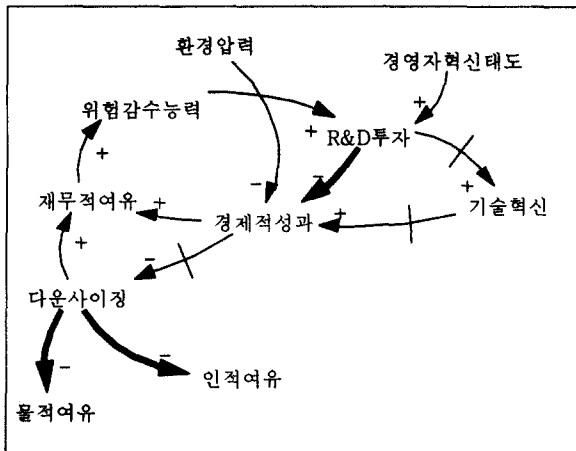 환경압력
경영자혁신태도
위험감수능력
+
+
R&D투자
+
−
−
+
재무적여유
+
경제적성과
+
기술혁신
+
−
다운사이징
−
−
인적여유
물적여유